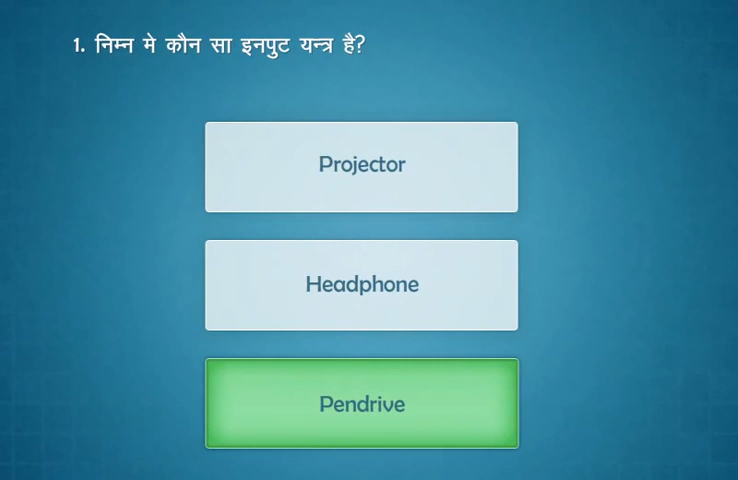 1. निम्न मे कौन सा इनपुट यन्त्र है?
Projector
Headphone
Pendrive